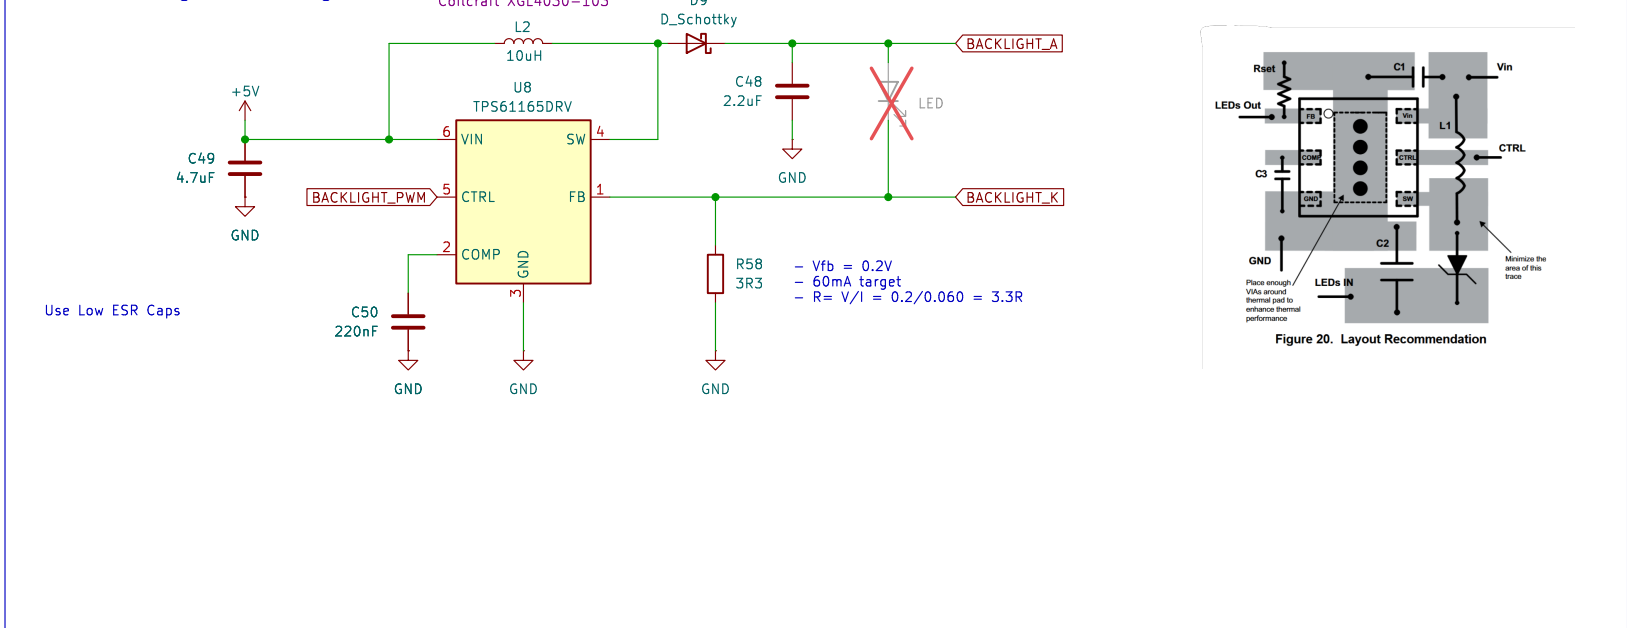 Coilcraft XGL4030-103
D9
D_Schottky
L2
10uH
BACKLIGHT_A
C48
2.2uF
LED
GND
U8
TPS61165DRV
+5V
6
VIN
SW
4
C49
4.7uF
GND
BACKLIGHT_PWM
5
CTRL
FB
1
BACKLIGHT_K
2
COMP
GND
3
R58
3R3
- Vfb = 0.2V
- 60mA target
- R= V/I = 0.2/0.060 = 3.3R
Use Low ESR Caps
C50
220nF
GND
GND
GND
Rset
C1
Vin
LEDs Out
FB
Vin
L1
COMP
CTRL
CTRL
C3
GND
SW
C2
GND
Minimize the
area of this
trace
Place enough
VIAs around
thermal pad to
enhance thermal
performance
LEDs IN
Figure 20. Layout Recommendation